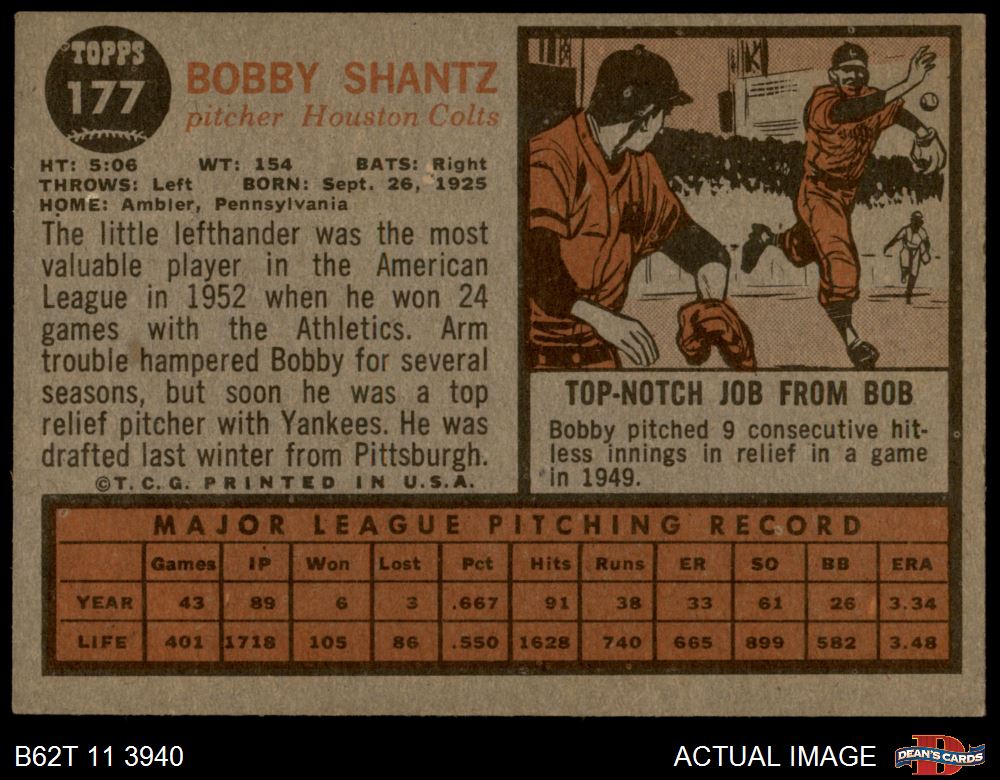 TOPPS
177
BOBBY SHANTZ
pitcher Houston Colts
HT: 5:06 WT: 154 BATS: Right
THROWS: Left BORN: Sept. 26, 1925
HOME: Ambler, Pennsylvania
The little lefthander was the most
valuable player in the American
League in 1952 when he won 24
games with the Athletics. Arm
trouble hampered Bobby for several
seasons, but soon he was a top
relief pitcher with Yankees. He was
drafted last winter from Pittsburgh.
©T.C.G. PRINTED IN U.S.A.
TOP-NOTCH JOB FROM BOB
Bobby pitched 9 consecutive hit-
less innings in relief in a game
in 1949.
MAJOR LEAGUE PITCHING RECORD
Games IP Won Lost Pct Hits Runs ER SO BB ERA
YEAR 43 89 6 3 .667 91 38 33 61 26 3.34
LIFE 401 1718 105 86 .550 1628 740 665 899 582 3.48
B62T 11 3940
ACTUAL IMAGE
D
DEAN'S CARDS